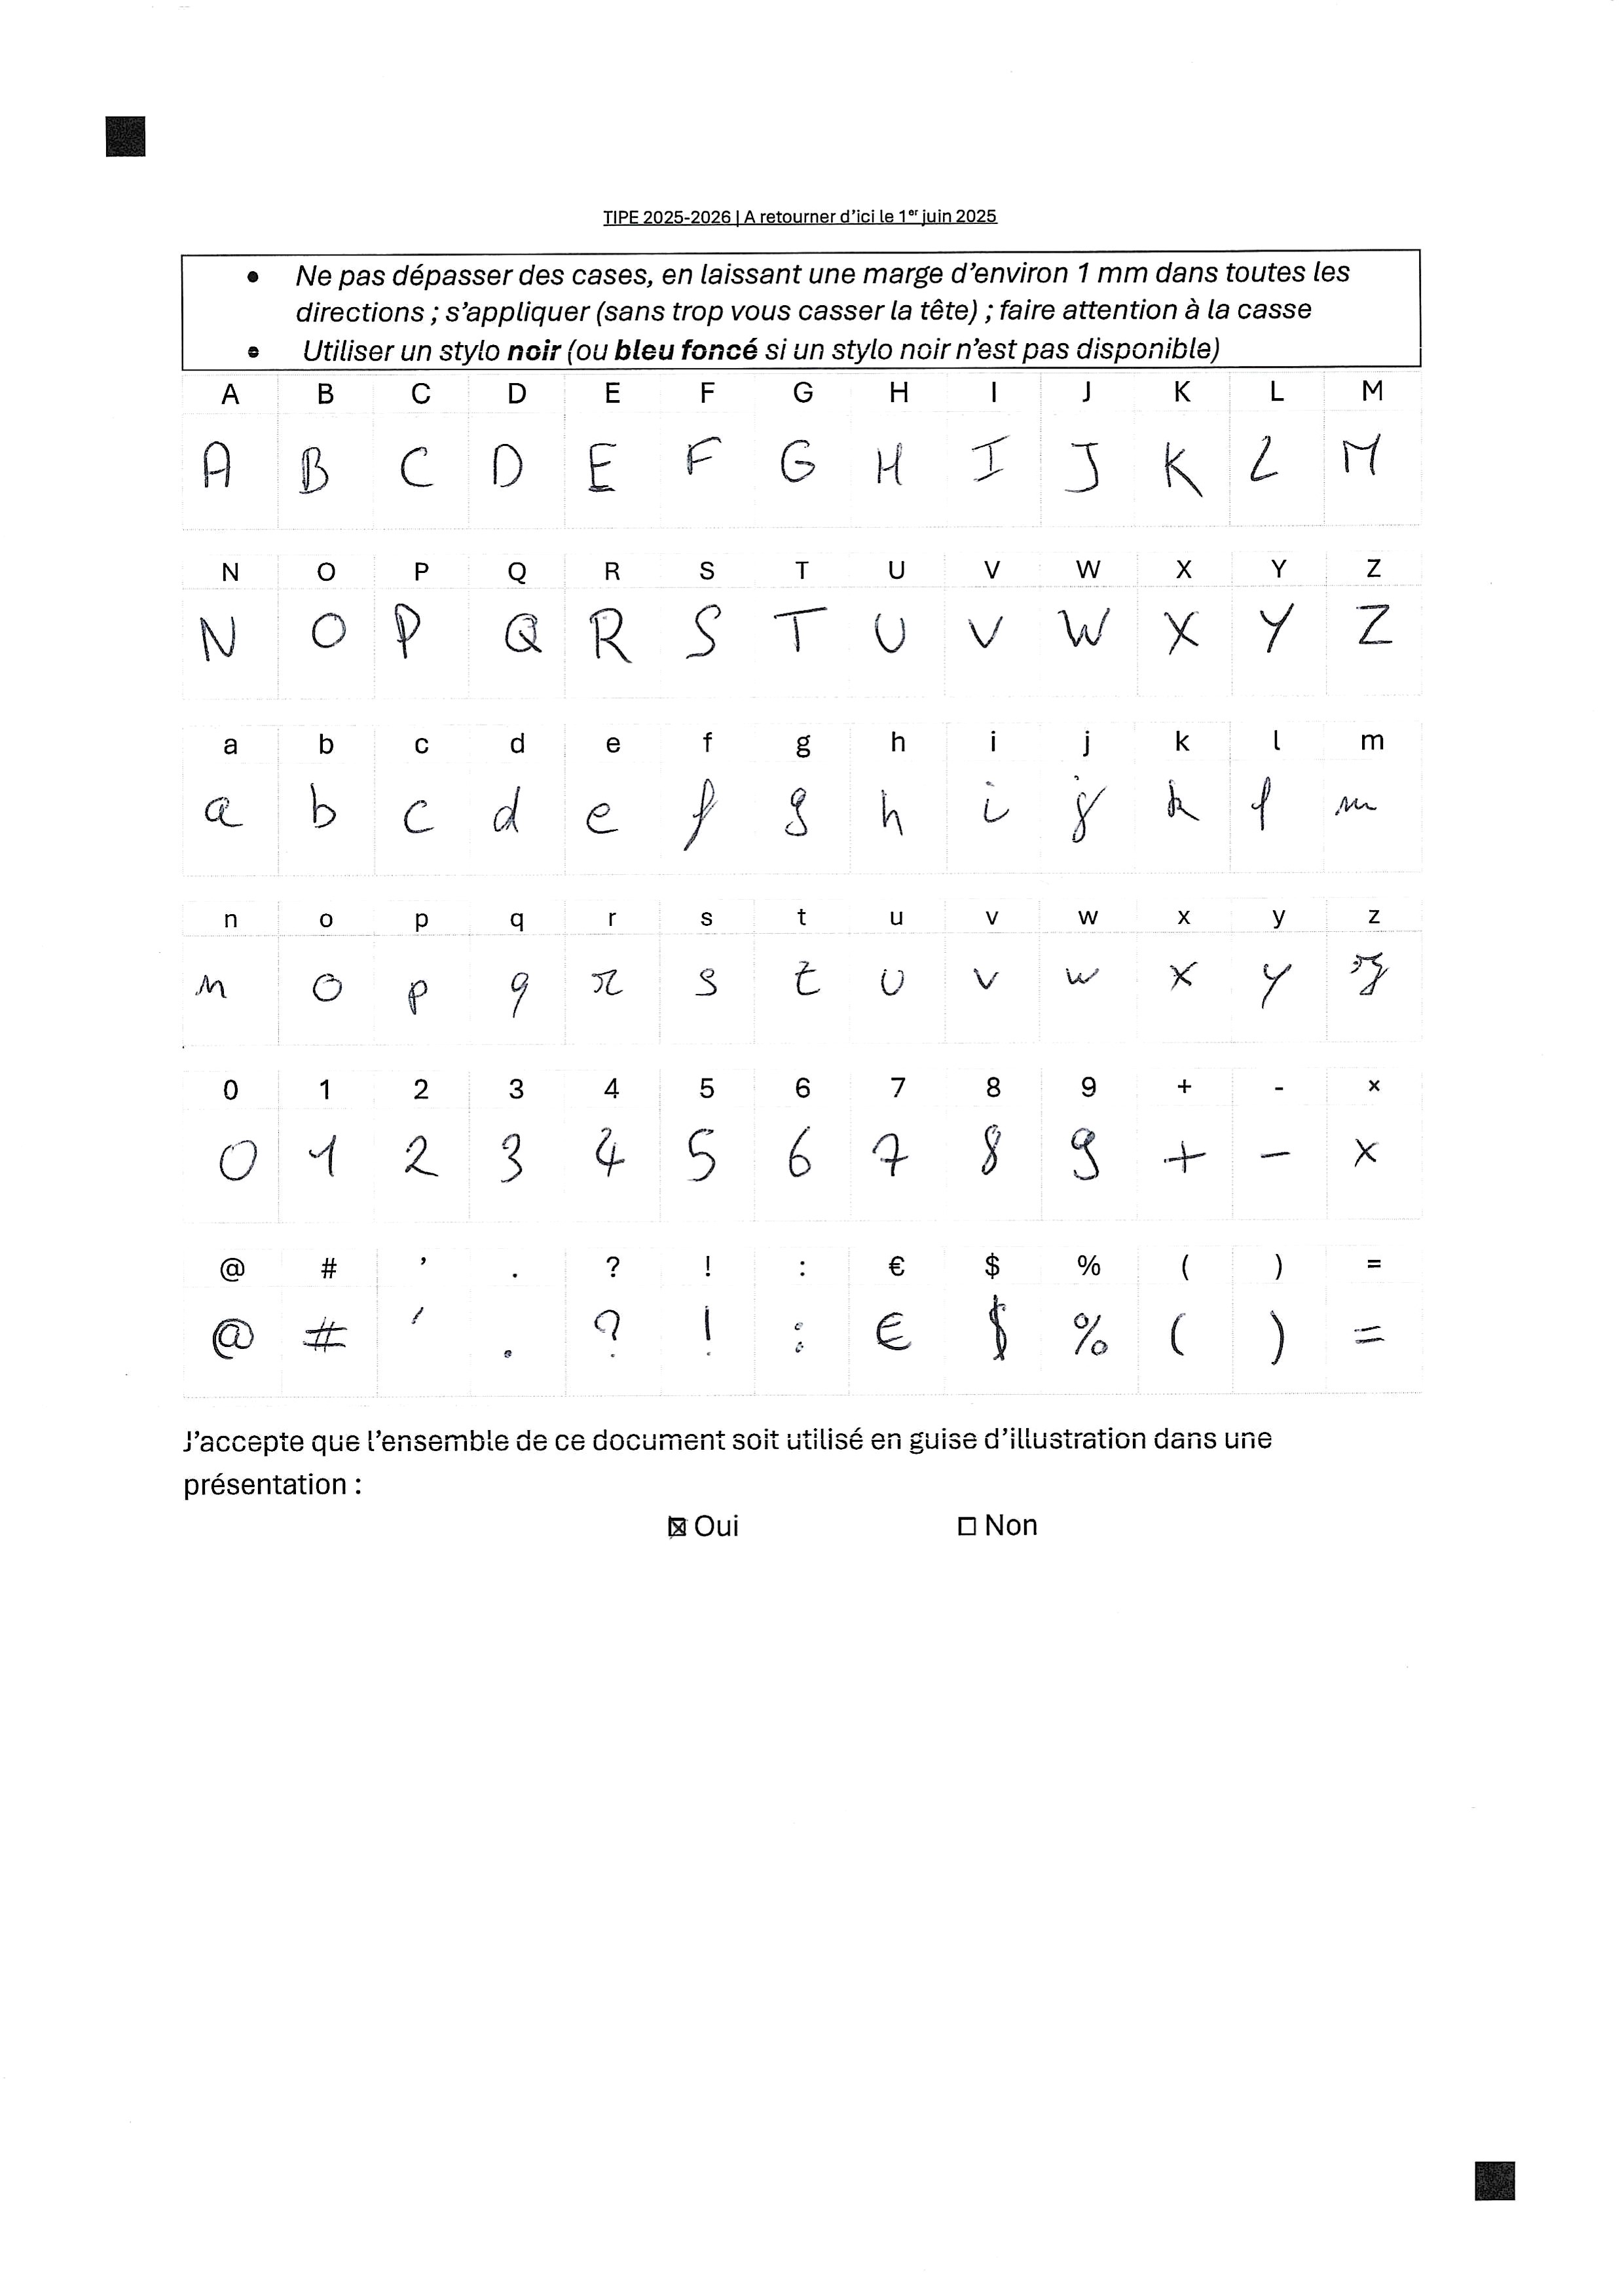 TIPE 2025-2026 | A retourner d'ici le 1er juin 2025
• Ne pas dépasser des cases, en laissant une marge d'environ 1 mm dans toutes les
directions ; s'appliquer (sans trop vous casser la tête) ; faire attention à la casse
• Utiliser un stylo noir (ou bleu foncé si un stylo noir n'est pas disponible)
A B C D E F G H I J K L M
A B C D E F G H I J K L M
N O P Q R S T U V W X Y Z
N O P Q R S T U V W X Y Z
a b c d e f g h i j k l m
a b c d e f g h i j k l m
n o p q r s t u v w x y z
n o p q r s t u v w x y z
0 1 2 3 4 5 6 7 8 9 + - ×
0 1 2 3 4 5 6 7 8 9 + - ×
@ # ’ . ? ! : € $ % ( ) =
@ # ' . ? ! : € $ % ( ) =
J'accepte que l'ensemble de ce document soit utilisé en guise d'illustration dans une
présentation :
☒ Oui ☐ Non